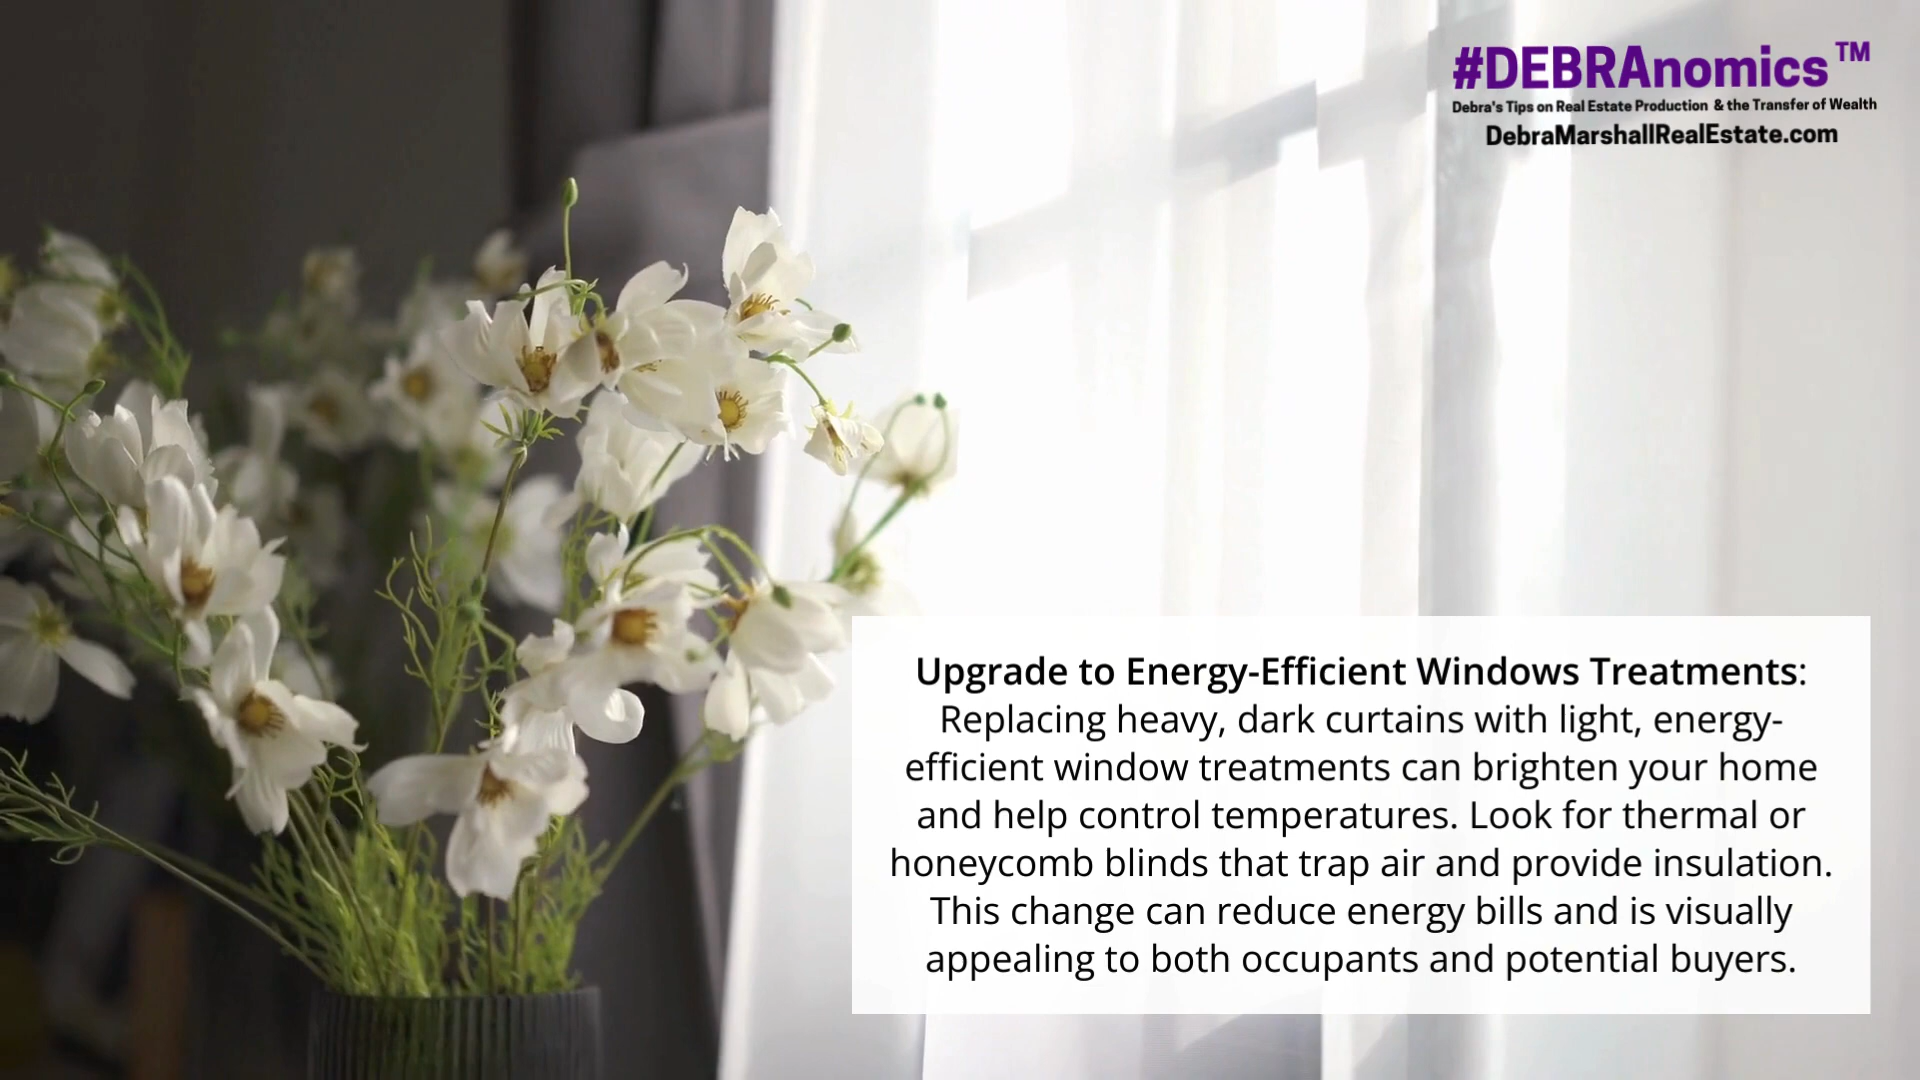 #DEBRAnomics™
Debra's Tips on Real Estate Production & the Transfer of Wealth
DebraMarshallRealEstate.com
Upgrade to Energy-Efficient Windows Treatments:
Replacing heavy, dark curtains with light, energy-
efficient window treatments can brighten your home
and help control temperatures. Look for thermal or
honeycomb blinds that trap air and provide insulation.
This change can reduce energy bills and is visually
appealing to both occupants and potential buyers.